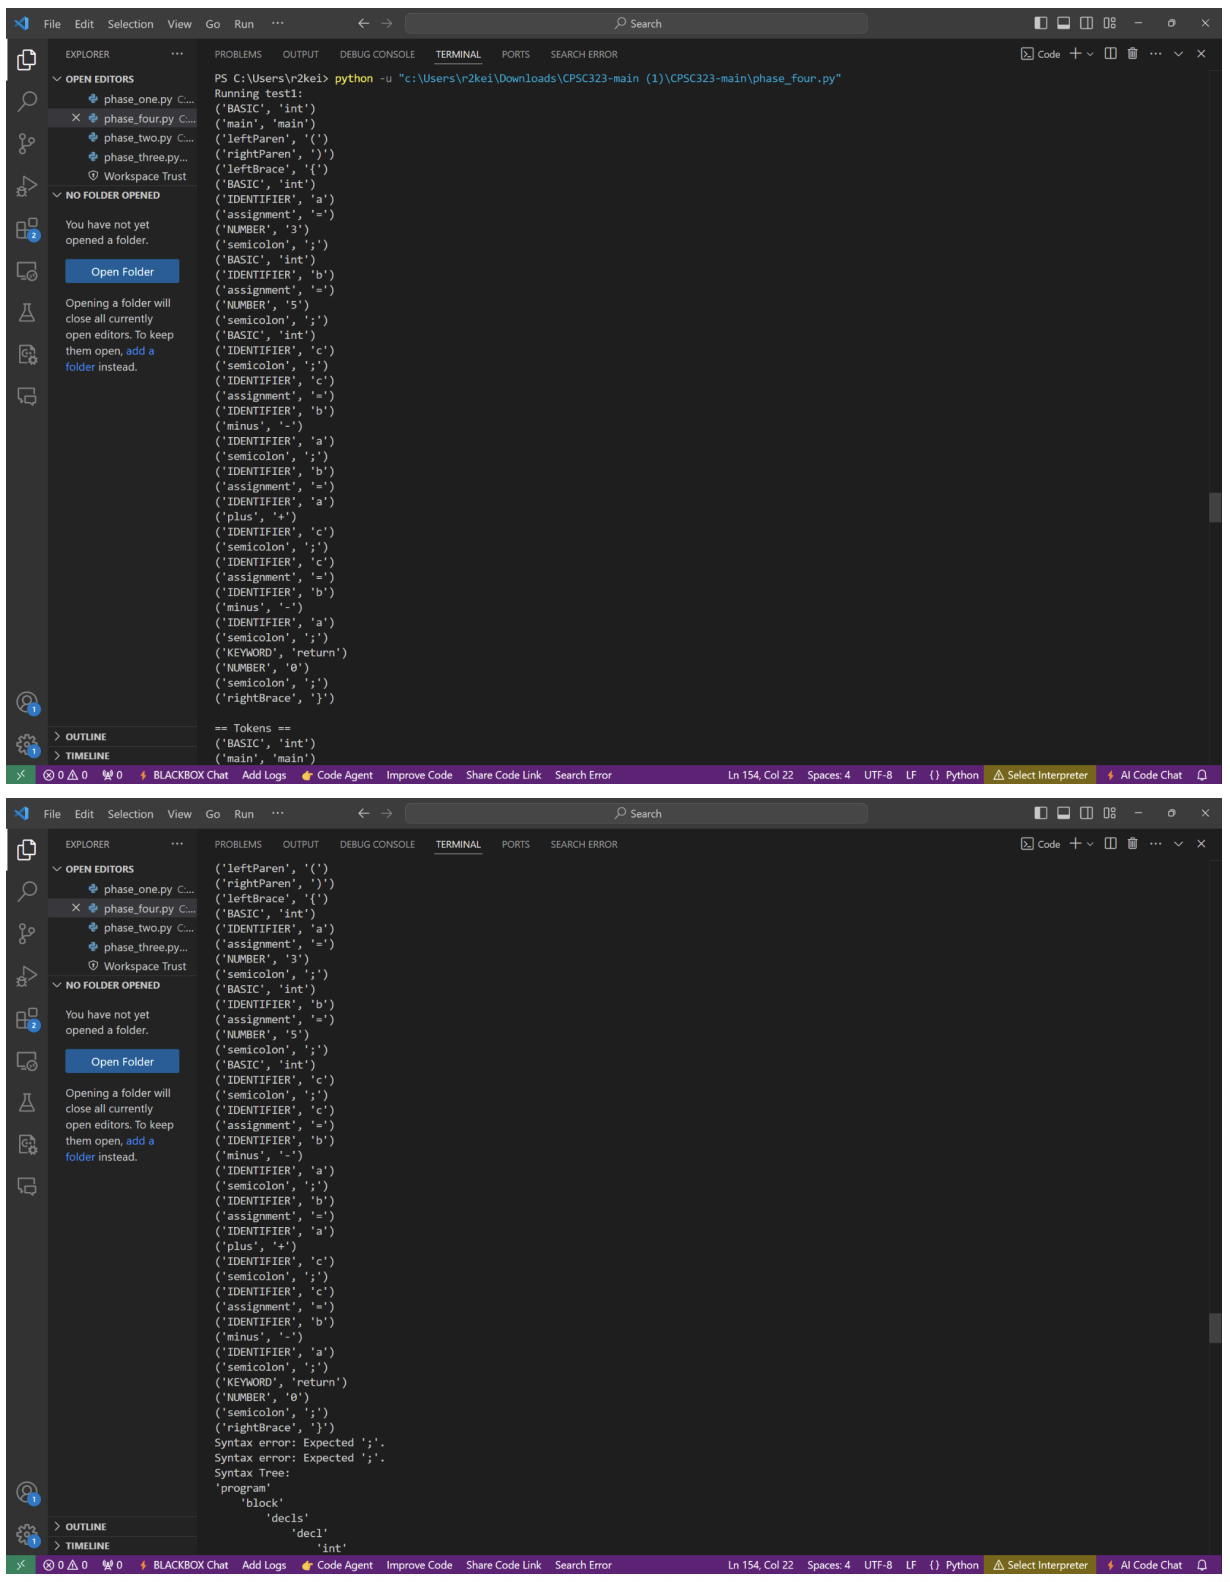 File Edit Selection View Go Run ··· Search
EXPLORER ··· PROBLEMS OUTPUT DEBUG CONSOLE TERMINAL PORTS SEARCH ERROR Code
OPEN EDITORS
phase_one.py C:...
phase_four.py C:...
phase_two.py C:...
phase_three.py...
Workspace Trust
NO FOLDER OPENED
You have not yet
opened a folder.
Open Folder
Opening a folder will
close all currently
open editors. To keep
them open, add a
folder instead.
OUTLINE
TIMELINE
PS C:\Users\r2kei> python -u "c:\Users\r2kei\Downloads\CPSC323-main (1)\CPSC323-main\phase_four.py"
Running test1:
('BASIC', 'int')
('main', 'main')
('leftParen', '(')
('rightParen', ')')
('leftBrace', '{')
('BASIC', 'int')
('IDENTIFIER', 'a')
('assignment', '=')
('NUMBER', '3')
('semicolon', ';')
('BASIC', 'int')
('IDENTIFIER', 'b')
('assignment', '=')
('NUMBER', '5')
('semicolon', ';')
('BASIC', 'int')
('IDENTIFIER', 'c')
('semicolon', ';')
('IDENTIFIER', 'c')
('assignment', '=')
('IDENTIFIER', 'b')
('minus', '-')
('IDENTIFIER', 'a')
('semicolon', ';')
('IDENTIFIER', 'b')
('assignment', '=')
('IDENTIFIER', 'a')
('plus', '+')
('IDENTIFIER', 'c')
('semicolon', ';')
('IDENTIFIER', 'c')
('assignment', '=')
('IDENTIFIER', 'b')
('minus', '-')
('IDENTIFIER', 'a')
('semicolon', ';')
('KEYWORD', 'return')
('NUMBER', '0')
('semicolon', ';')
('rightBrace', '}')
== Tokens ==
('BASIC', 'int')
('main', 'main')
0 0 0 BLACKBOX Chat Add Logs Code Agent Improve Code Share Code Link Search Error Ln 154, Col 22 Spaces: 4 UTF-8 LF {} Python Select Interpreter AI Code Chat
File Edit Selection View Go Run ··· Search
EXPLORER ··· PROBLEMS OUTPUT DEBUG CONSOLE TERMINAL PORTS SEARCH ERROR Code
OPEN EDITORS
phase_one.py C:...
phase_four.py C:...
phase_two.py C:...
phase_three.py...
Workspace Trust
NO FOLDER OPENED
You have not yet
opened a folder.
Open Folder
Opening a folder will
close all currently
open editors. To keep
them open, add a
folder instead.
OUTLINE
TIMELINE
('leftParen', '(')
('rightParen', ')')
('leftBrace', '{')
('BASIC', 'int')
('IDENTIFIER', 'a')
('assignment', '=')
('NUMBER', '3')
('semicolon', ';')
('BASIC', 'int')
('IDENTIFIER', 'b')
('assignment', '=')
('NUMBER', '5')
('semicolon', ';')
('BASIC', 'int')
('IDENTIFIER', 'c')
('semicolon', ';')
('IDENTIFIER', 'c')
('assignment', '=')
('IDENTIFIER', 'b')
('minus', '-')
('IDENTIFIER', 'a')
('semicolon', ';')
('IDENTIFIER', 'b')
('assignment', '=')
('IDENTIFIER', 'a')
('plus', '+')
('IDENTIFIER', 'c')
('semicolon', ';')
('IDENTIFIER', 'c')
('assignment', '=')
('IDENTIFIER', 'b')
('minus', '-')
('IDENTIFIER', 'a')
('semicolon', ';')
('KEYWORD', 'return')
('NUMBER', '0')
('semicolon', ';')
('rightBrace', '}')
Syntax error: Expected ';'.
Syntax error: Expected ';'.
Syntax Tree:
'program'
'block'
'decls'
'decl'
'int'
0 0 0 BLACKBOX Chat Add Logs Code Agent Improve Code Share Code Link Search Error Ln 154, Col 22 Spaces: 4 UTF-8 LF {} Python Select Interpreter AI Code Chat